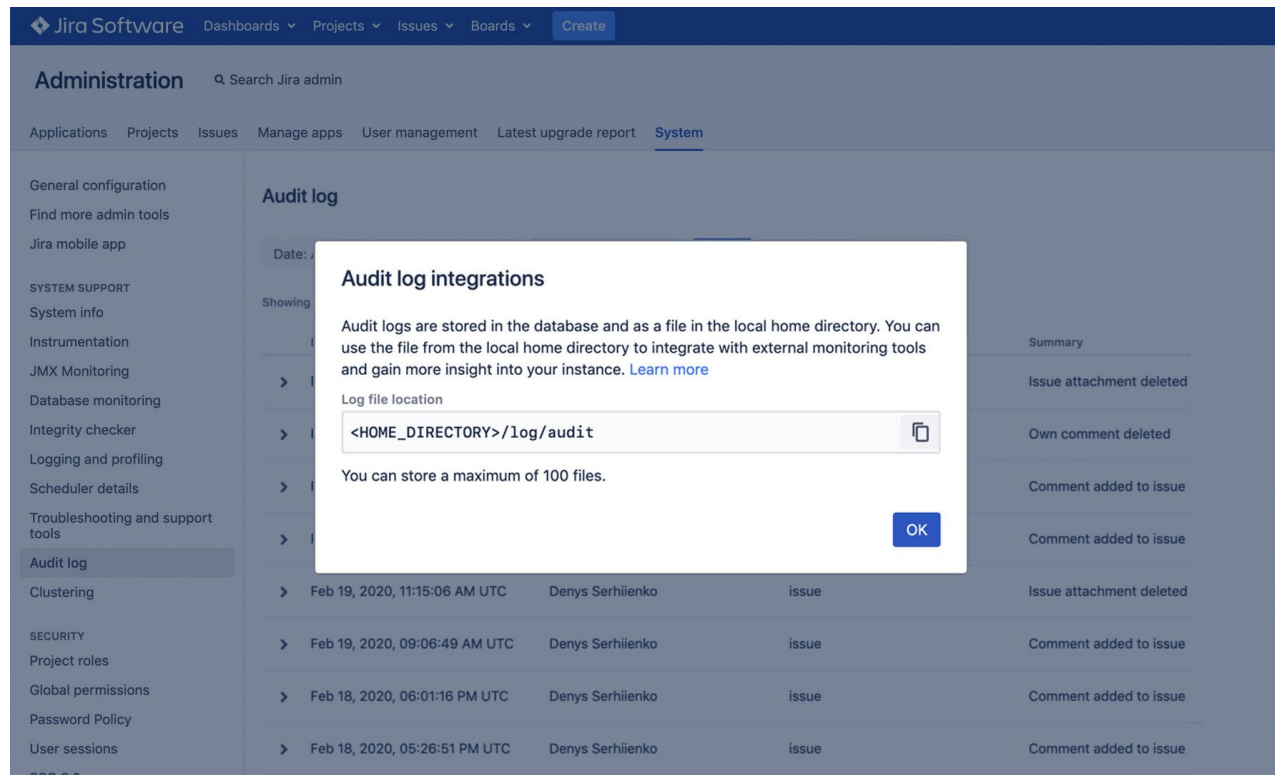 Jira Software Dashboards Projects Issues Boards Create
Administration Search Jira admin
Applications Projects Issues Manage apps User management Latest upgrade report System
General configuration
Find more admin tools
Jira mobile app
SYSTEM SUPPORT
System info
Instrumentation
JMX Monitoring
Database monitoring
Integrity checker
Logging and profiling
Scheduler details
Troubleshooting and support
tools
Audit log
Clustering
SECURITY
Project roles
Global permissions
Password Policy
User sessions
Audit log
Date:
Showing
Summary
Issue attachment deleted
Own comment deleted
Comment added to issue
Comment added to issue
Feb 19, 2020, 11:15:06 AM UTC Denys Serhiienko issue Issue attachment deleted
Feb 19, 2020, 09:06:49 AM UTC Denys Serhiienko issue Comment added to issue
Feb 18, 2020, 06:01:16 PM UTC Denys Serhiienko issue Comment added to issue
Feb 18, 2020, 05:26:51 PM UTC Denys Serhiienko issue Comment added to issue
Audit log integrations
Audit logs are stored in the database and as a file in the local home directory. You can
use the file from the local home directory to integrate with external monitoring tools
and gain more insight into your instance. Learn more
Log file location
<HOME_DIRECTORY>/log/audit
You can store a maximum of 100 files.
OK